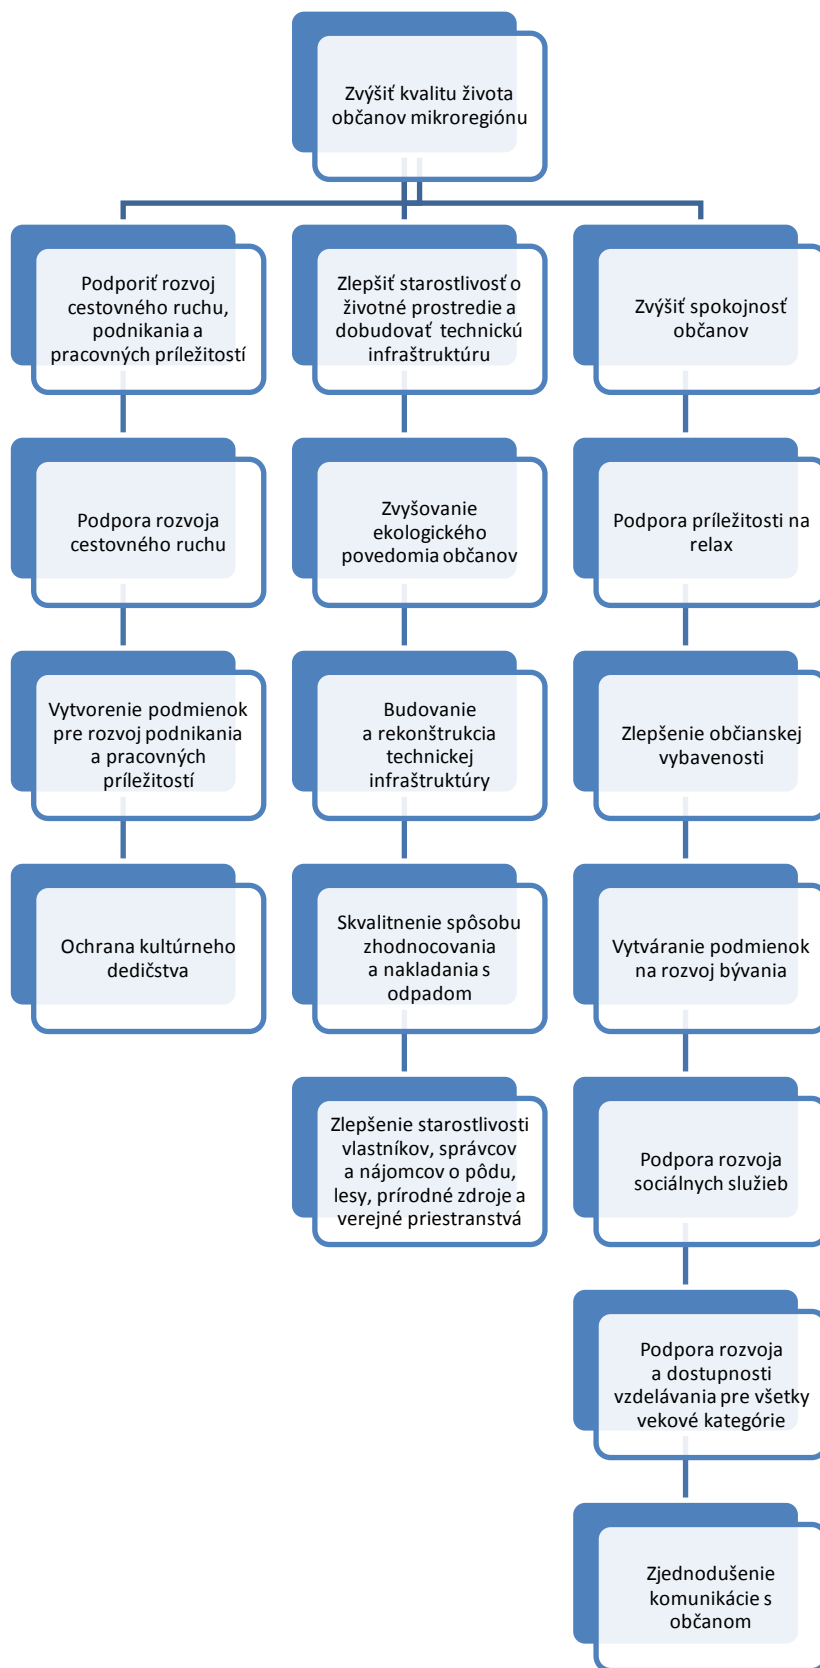 Zvýšiť kvalitu života
občanov mikroregiónu
Podporiť rozvoj
cestovného ruchu,
podnikania a
pracovných príležitostí
Zlepšiť starostlivosť o
životné prostredie a
dobudovať technickú
infraštruktúru
Zvýšiť spokojnosť
občanov
Podpora rozvoja
cestovného ruchu
Zvyšovanie
ekologického
povedomia občanov
Podpora príležitosti na
relax
Vytvorenie podmienok
pre rozvoj podnikania
a pracovných
príležitostí
Budovanie
a rekonštrukcia
technickej
infraštruktúry
Zlepšenie občianskej
vybavenosti
Ochrana kultúrneho
dedičstva
Skvalitnenie spôsobu
zhodnocovania
a nakladania s
odpadom
Vytváranie podmienok
na rozvoj bývania
Zlepšenie starostlivosti
vlastníkov, správcov
a nájomcov o pôdu,
lesy, prírodné zdroje a
verejné priestranstvá
Podpora rozvoja
sociálnych služieb
Podpora rozvoja
a dostupnosti
vzdelávania pre všetky
vekové kategórie
Zjednodušenie
komunikácie s
občanom